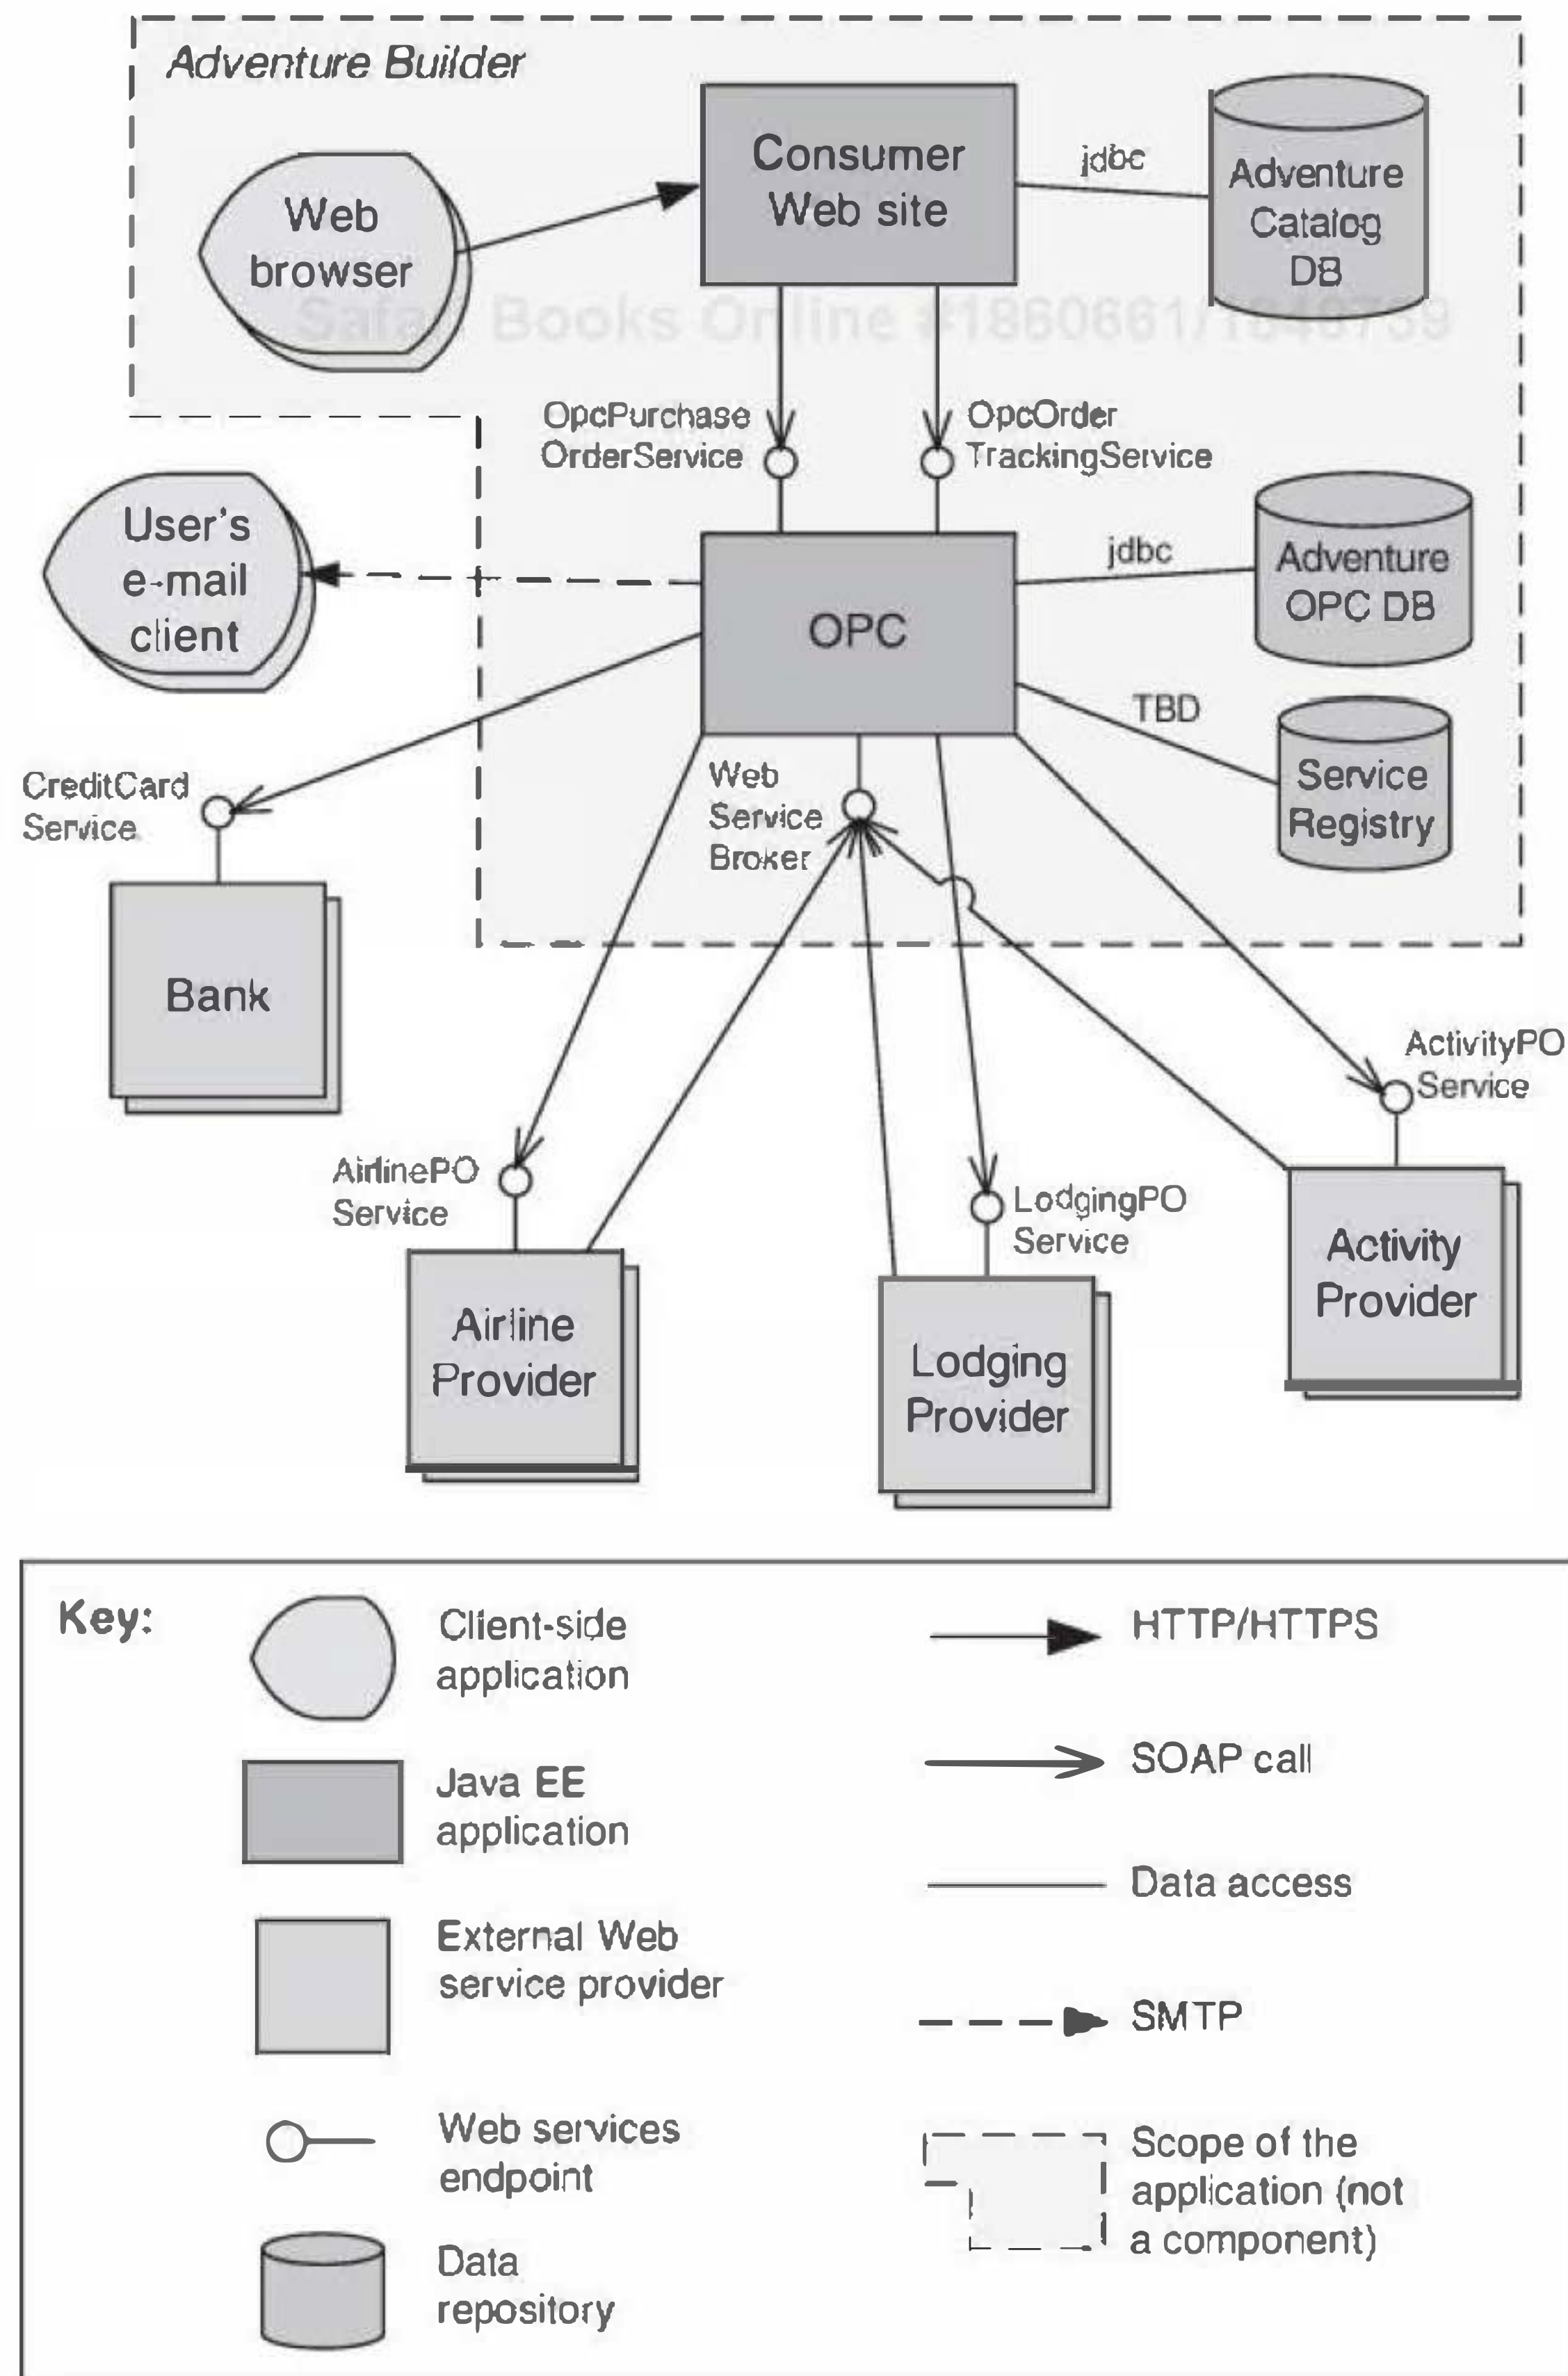 Adventure Builder
Consumer
Web site
jdbc
Adventure
Catalog
DB
Web
browser
Books Online #1860661/
OpcPurchase
OrderService
OpcOrder
TrackingService
User's
e-mail
client
OPC
jdbc
Adventure
OPC DB
TBD
Service
Registry
CreditCard
Service
Web
Service
Broker
Bank
ActivityPO
Service
AirlinePO
Service
LodgingPO
Service
Airline
Provider
Lodging
Provider
Activity
Provider
Key:
Client-side
application
HTTP/HTTPS
Java EE
application
SOAP call
External Web
service provider
Data access
SMTP
Web services
endpoint
Scope of the
application (not
a component)
Data
repository